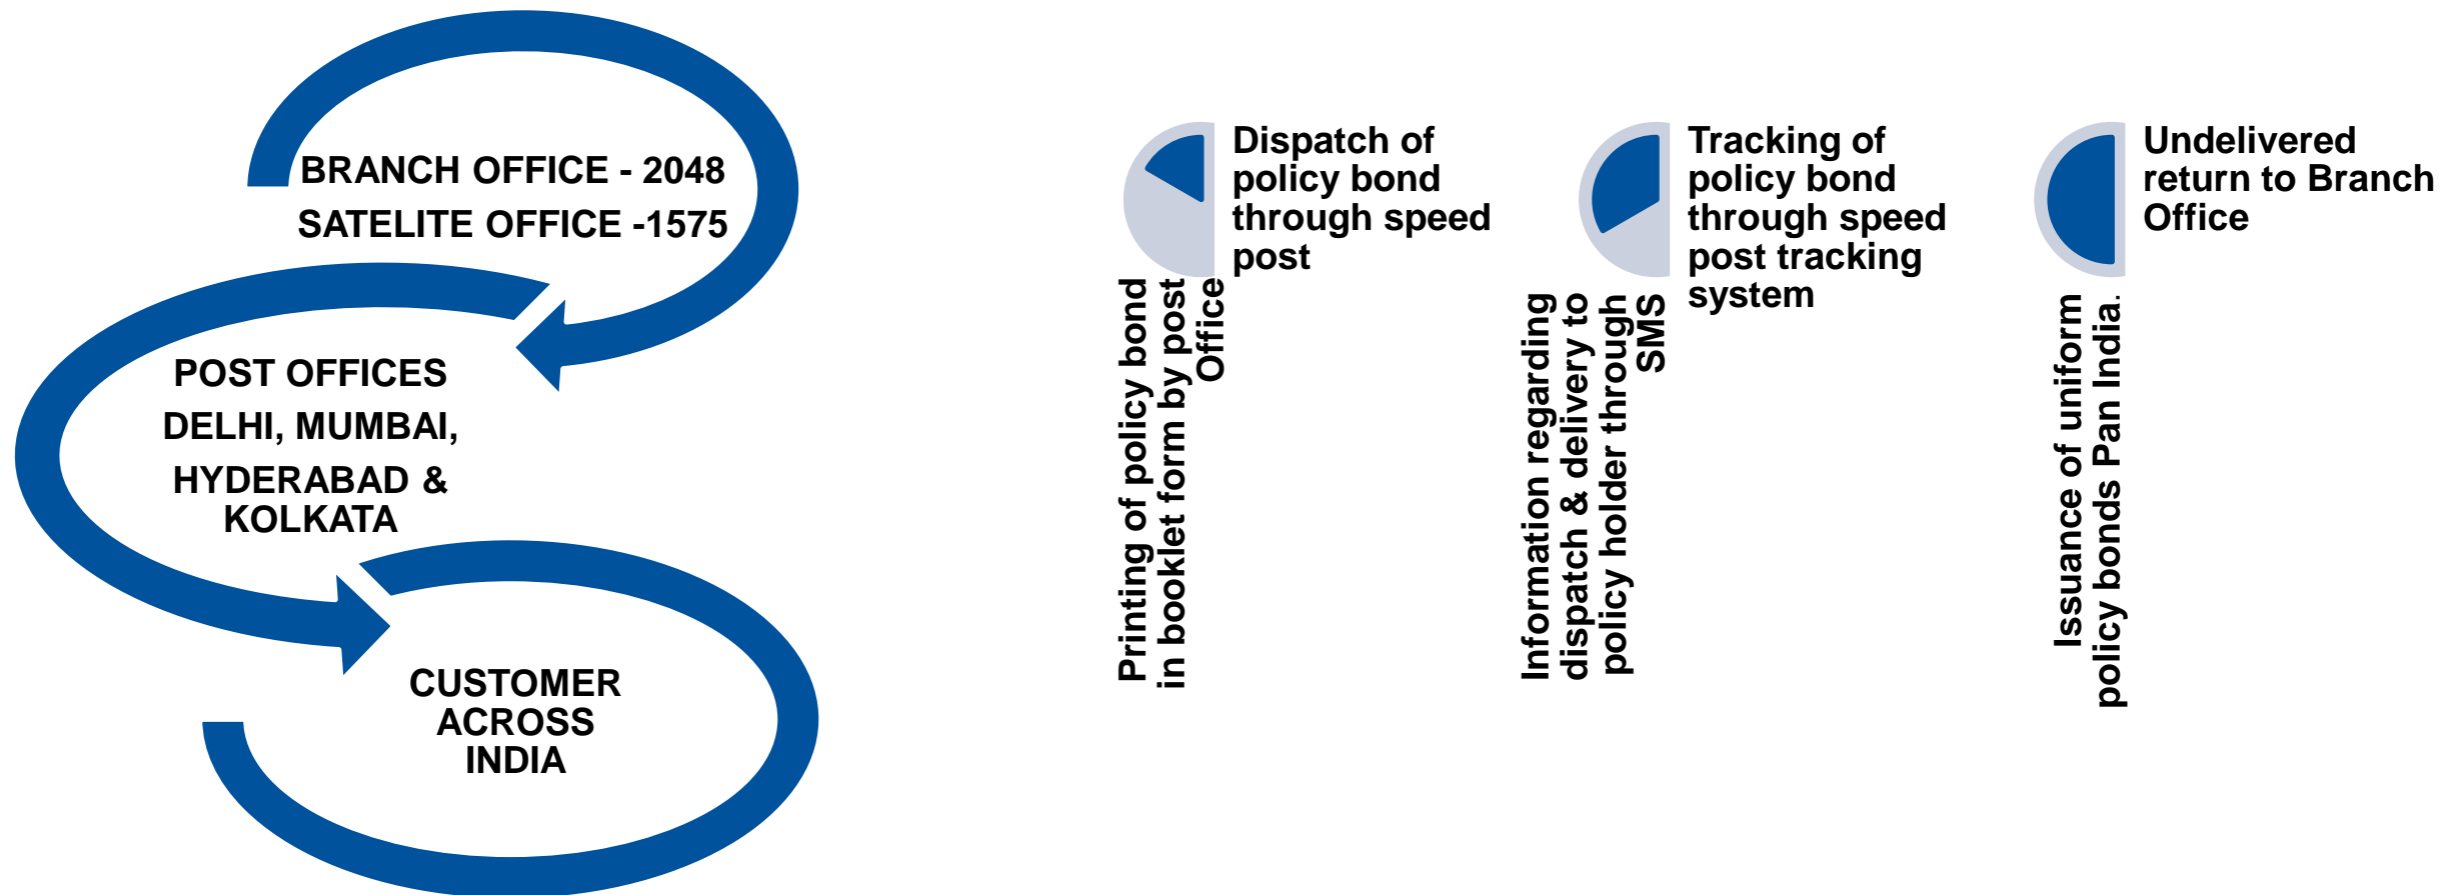 BRANCH OFFICE - 2048
SATELITE OFFICE -1575
POST OFFICES
DELHI, MUMBAI,
HYDERABAD &
KOLKATA
CUSTOMER
ACROSS
INDIA
Dispatch of
policy bond
through speed
post
Printing of policy bond
in booklet form by post
Office
Tracking of
policy bond
through speed
post tracking
system
Information regarding
dispatch & delivery to
policy holder through
SMS
Undelivered
return to Branch
Office
Issuance of uniform
policy bonds Pan India.